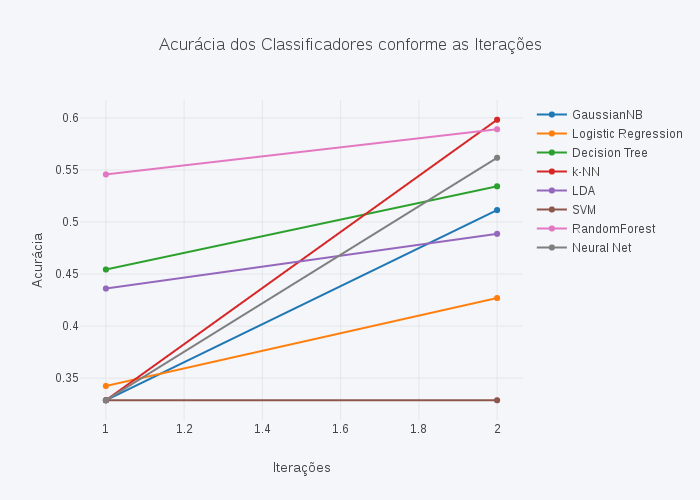 Acurácia dos Classificadores conforme as Iterações
GaussianNB
Logistic Regression
Decision Tree
k-NN
LDA
SVM
RandomForest
Neural Net
Acurácia
0.6
0.55
0.5
0.45
0.4
0.35
1
1.2
1.4
1.6
1.8
2
Iterações